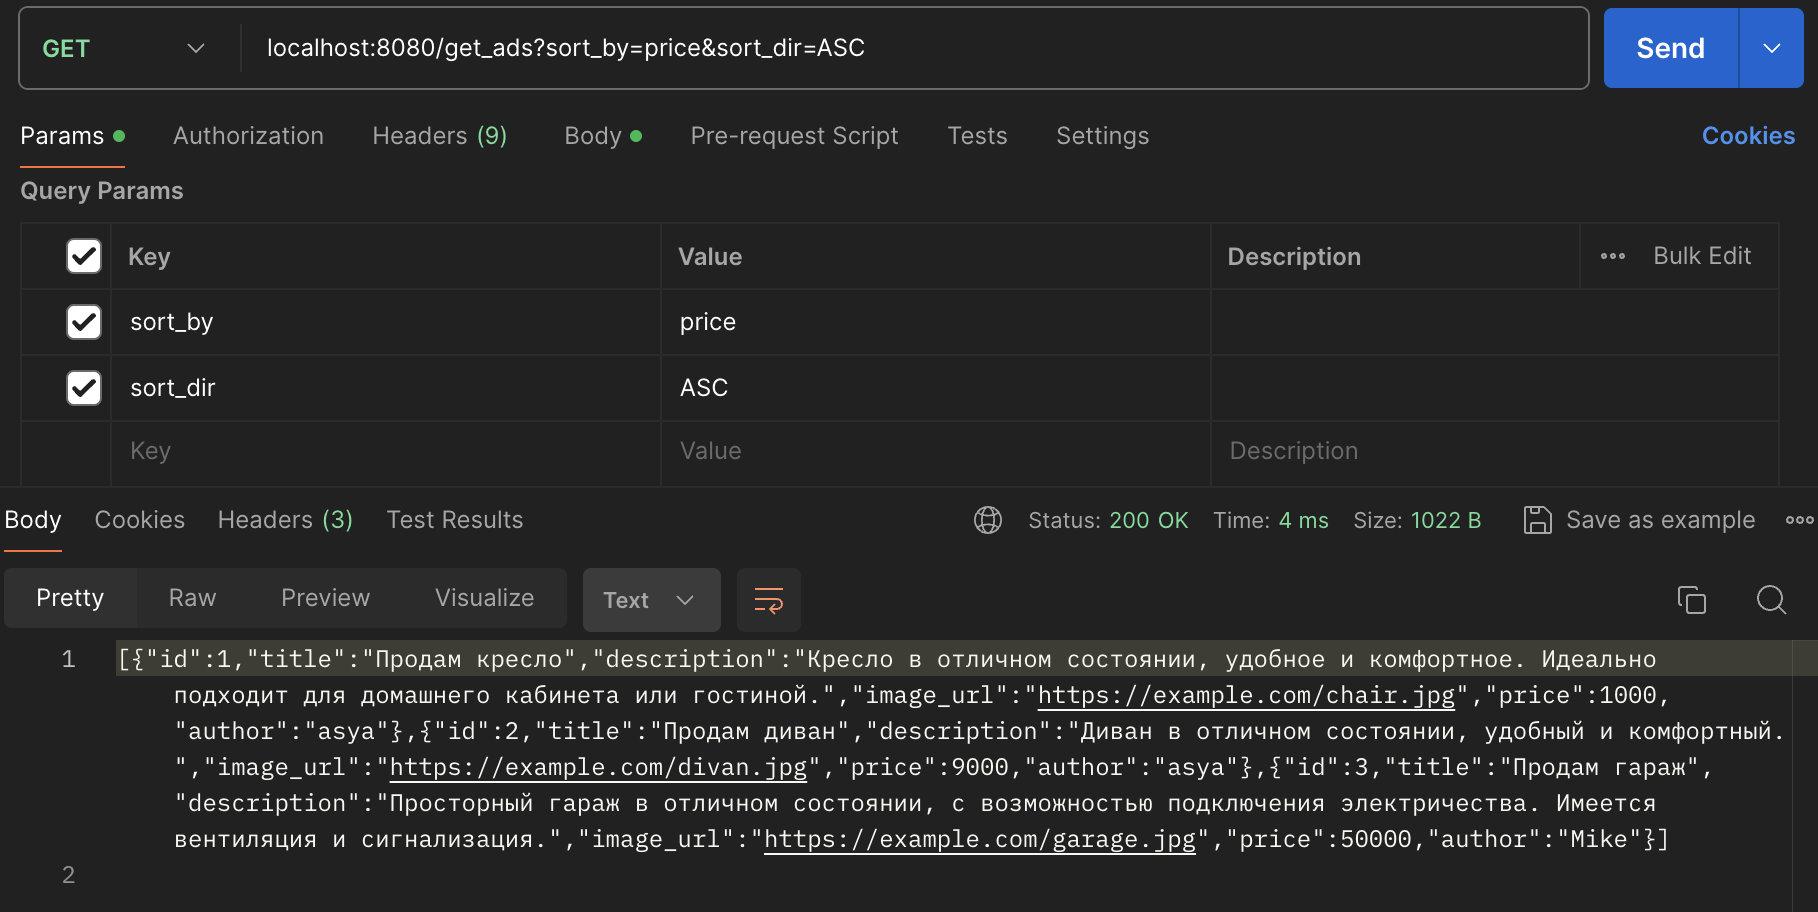 GET localhost:8080/get_ads?sort_by=price&sort_dir=ASC Send
Params Authorization Headers (9) Body Pre-request Script Tests Settings Cookies
Query Params
Key Value Description Bulk Edit
sort_by price
sort_dir ASC
Key Value Description
Body Cookies Headers (3) Test Results Status: 200 OK Time: 4 ms Size: 1022 B Save as example
Pretty Raw Preview Visualize Text
1 [{"id":1,"title":"Продам кресло","description":"Кресло в отличном состоянии, удобное и комфортное. Идеально
подходит для домашнего кабинета или гостиной.","image_url":"https://example.com/chair.jpg","price":1000,
"author":"asya"},{"id":2,"title":"Продам диван","description":"Диван в отличном состоянии, удобный и комфортный.
","image_url":"https://example.com/divan.jpg","price":9000,"author":"asya"},{"id":3,"title":"Продам гараж",
"description":"Просторный гараж в отличном состоянии, с возможностью подключения электричества. Имеется
вентиляция и сигнализация.","image_url":"https://example.com/garage.jpg","price":50000,"author":"Mike"}]
2